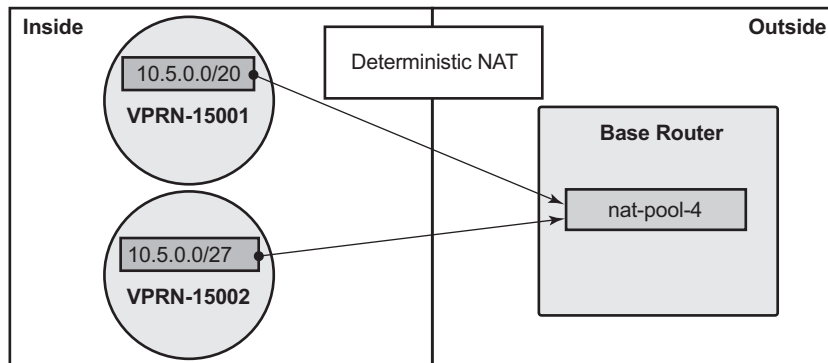 Inside
Outside
Deterministic NAT
10.5.0.0/20
VPRN-15001
Base Router
nat-pool-4
10.5.0.0/27
VPRN-15002